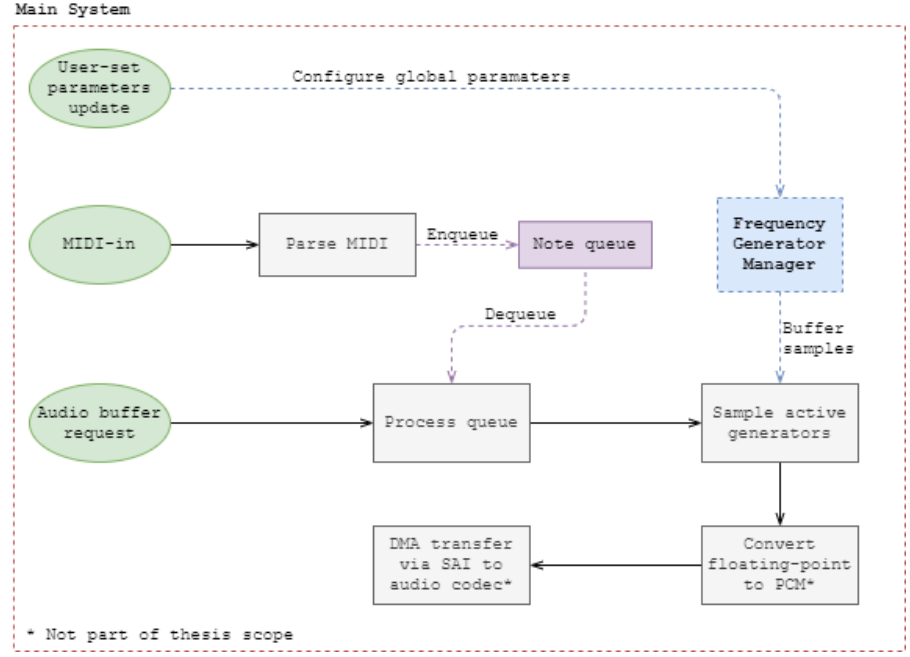 Main System
User-set
parameters
update
Configure global paramaters
MIDI-in
Parse MIDI
Enqueue
Note queue
Frequency
Generator
Manager
Dequeue
Buffer
samples
Audio buffer
request
Process queue
Sample active
generators
DMA transfer
via SAI to
audio codec*
Convert
floating-point
to PCM*
* Not part of thesis scope